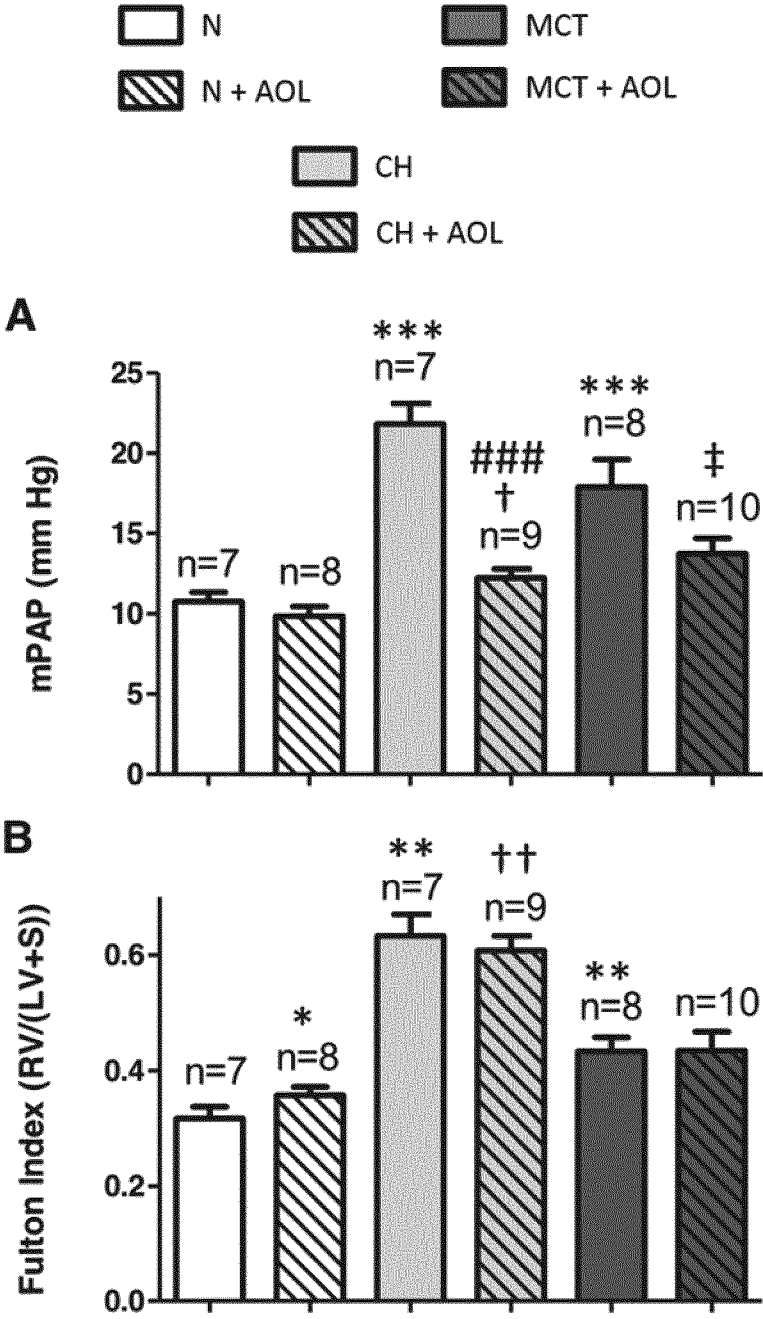 N MCT
N + AOL MCT + AOL
CH
CH + AOL
A
***
n=7
***
n=8
###
†
n=9
‡
n=10
n=7
n=8
mPAP (mm Hg)
25
20
15
10
5
0
B
**
n=7
††
n=9
**
n=8
n=10
*
n=8
n=7
Fulton Index (RV/(LV+S))
0.6
0.4
0.2
0.0